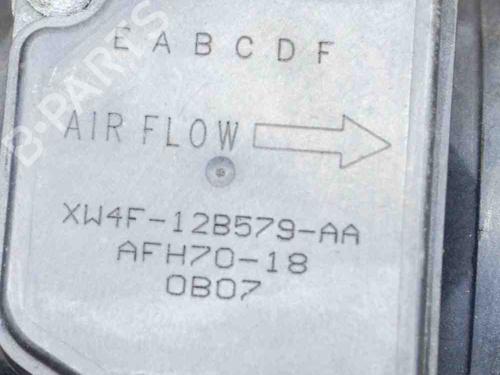 E A B C D F
AIR FLOW
XW4F-12B579-AA
AFH70-18
0B07
B-PARTS